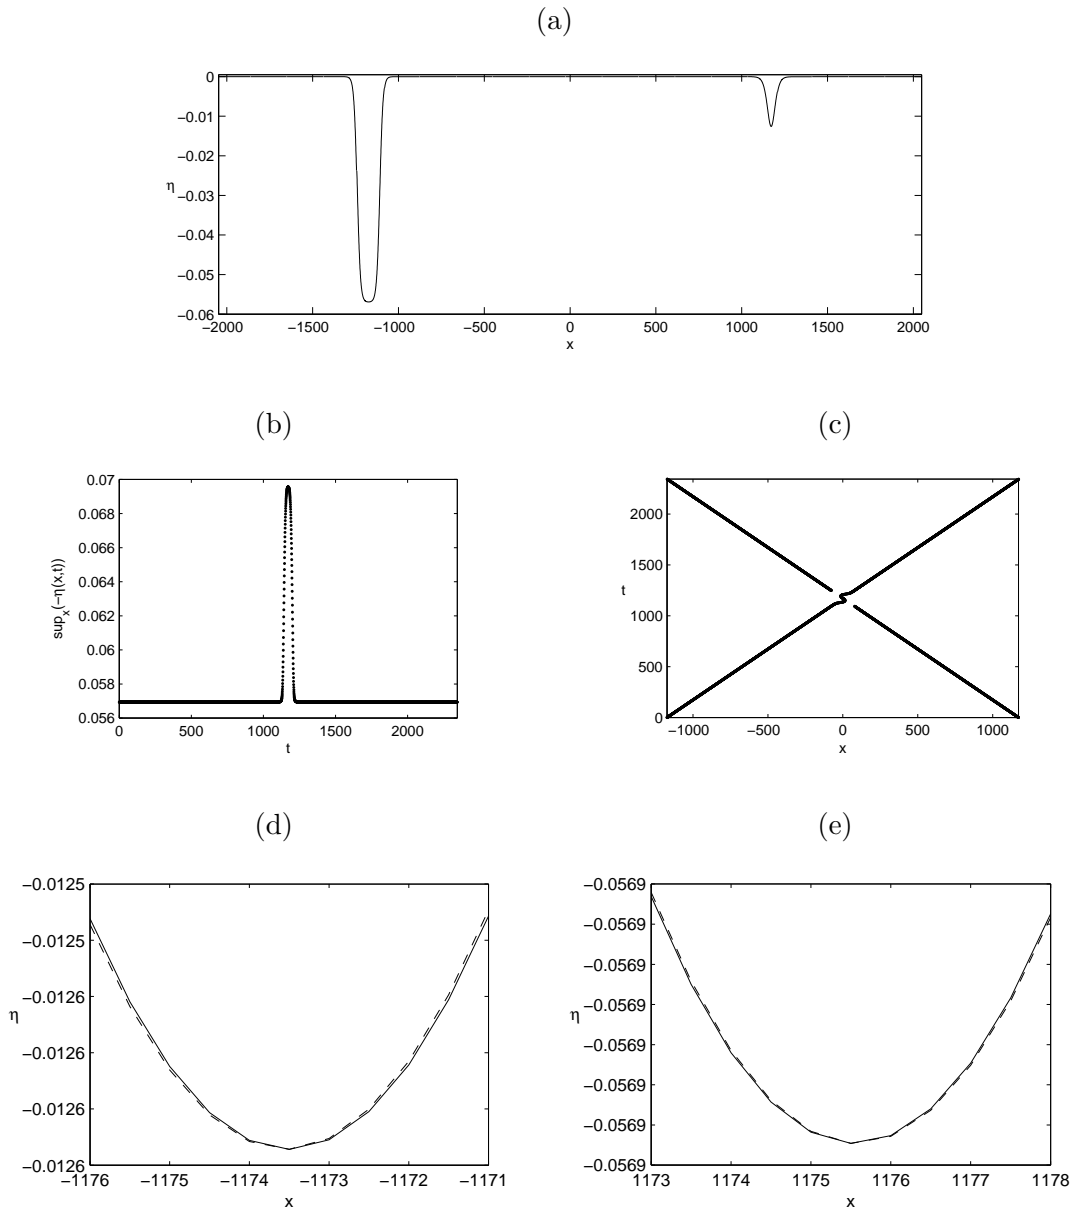 (a)
0
−0.01
−0.02
−0.03
−0.04
−0.05
−0.06
η
−2000 −1500 −1000 −500 0 500 1000 1500 2000
x
(b) (c)
0.07
0.068
0.066
0.064
0.062
0.06
0.058
0.056
sup_x(−η(x,t))
0 500 1000 1500 2000
t
2000
1500
1000
500
0
t
−1000 −500 0 500 1000
x
(d) (e)
−0.0125
−0.0125
−0.0126
−0.0126
−0.0126
−0.0126
η
−1176 −1175 −1174 −1173 −1172 −1171
x
−0.0569
−0.0569
−0.0569
−0.0569
−0.0569
−0.0569
−0.0569
−0.0569
η
1173 1174 1175 1176 1177 1178
x